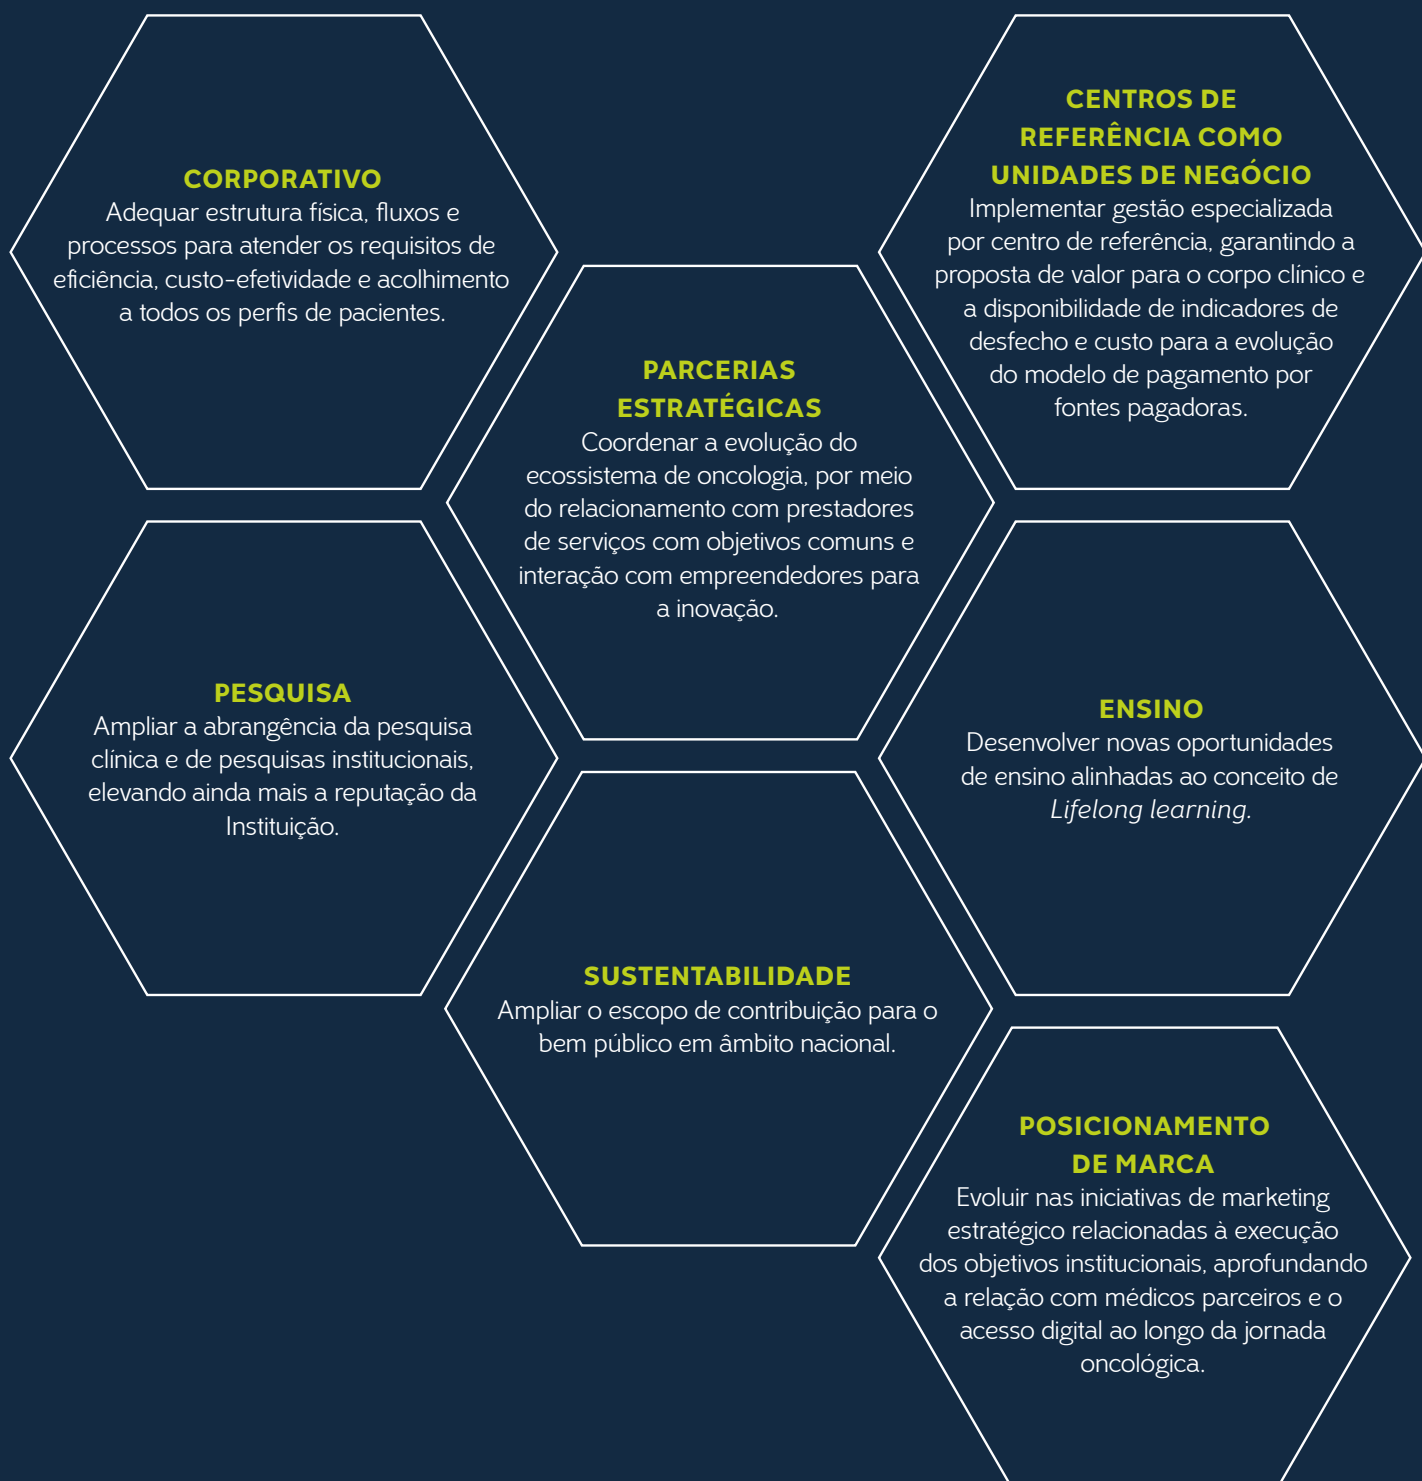 CORPORATIVO
Adequar estrutura física, fluxos e
processos para atender os requisitos de
eficiência, custo-efetividade e acolhimento
a todos os perfis de pacientes.
CENTROS DE
REFERÊNCIA COMO
UNIDADES DE NEGÓCIO
Implementar gestão especializada
por centro de referência, garantindo a
proposta de valor para o corpo clínico e
a disponibilidade de indicadores de
desfecho e custo para a evolução
do modelo de pagamento por
fontes pagadoras.
PARCERIAS
ESTRATÉGICAS
Coordenar a evolução do
ecossistema de oncologia, por meio
do relacionamento com prestadores
de serviços com objetivos comuns e
interação com empreendedores para
a inovação.
PESQUISA
Ampliar a abrangência da pesquisa
clínica e de pesquisas institucionais,
elevando ainda mais a reputação da
Instituição.
ENSINO
Desenvolver novas oportunidades
de ensino alinhadas ao conceito de
Lifelong learning.
SUSTENTABILIDADE
Ampliar o escopo de contribuição para o
bem público em âmbito nacional.
POSICIONAMENTO
DE MARCA
Evoluir nas iniciativas de marketing
estratégico relacionadas à execução
dos objetivos institucionais, aprofundando
a relação com médicos parceiros e o
acesso digital ao longo da jornada
oncológica.